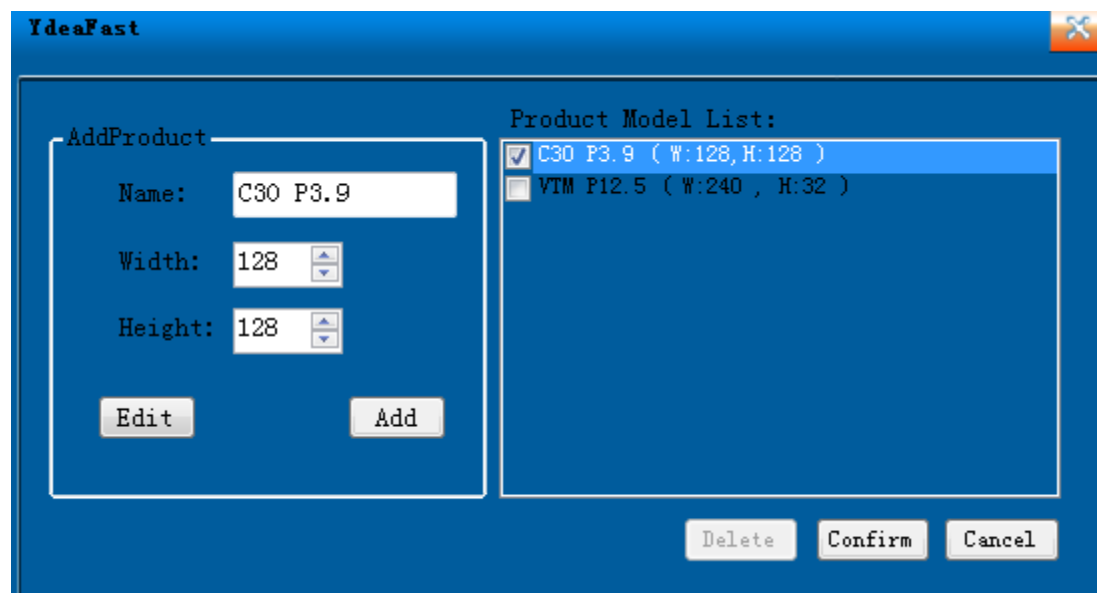 YdeaFast
AddProduct
Name: C30 P3.9
Width: 128
Height: 128
Edit Add
Product Model List:
C30 P3.9 ( W:128,H:128 )
VTM P12.5 ( W:240 , H:32 )
Delete Confirm Cancel